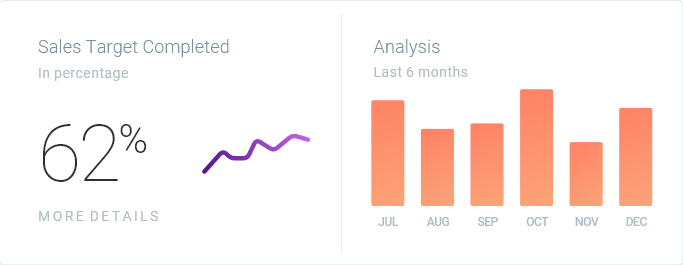 Sales Target Completed
In percentage
62%
MORE DETAILS
Analysis
Last 6 months
JUL AUG SEP OCT NOV DEC